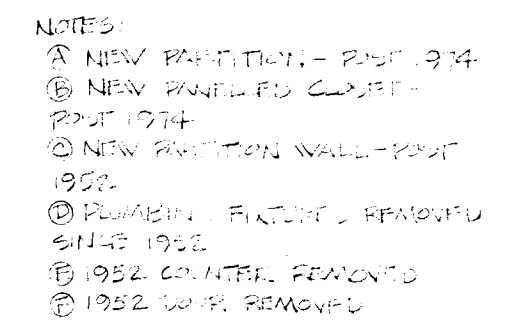 NOTES:
Ⓐ NEW PARTITION - POST 1974
Ⓑ NEW PANELLED CLOSET -
POST 1974
Ⓒ NEW PARTITION WALL - POST
1952
Ⓓ PLUMBING FIXTURES REMOVED
SINCE 1952
Ⓔ 1952 COUNTER REMOVED
Ⓕ 1952 DOOR REMOVED